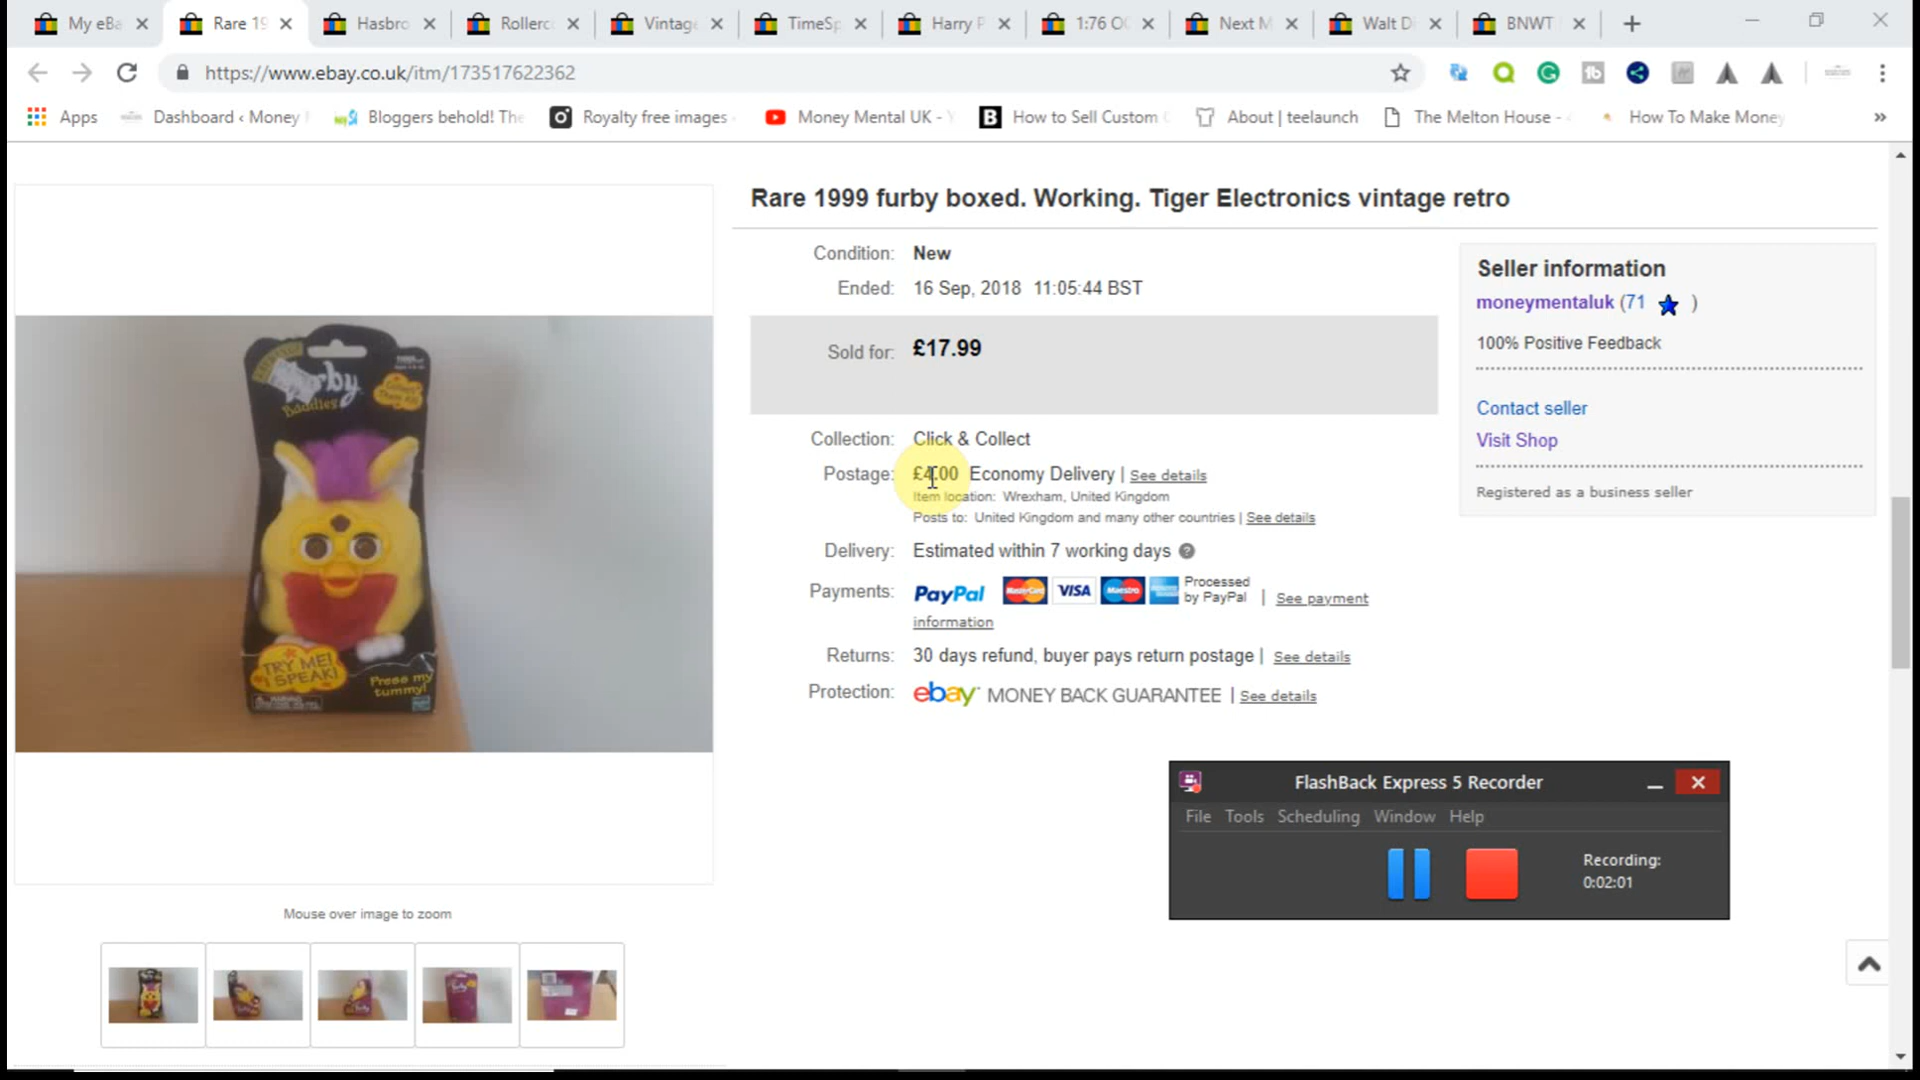 My eBa
Rare 19
Hasbro
Rollerc
Vintage
TimeSp
Harry P
1:76 O
Next M
Walt Di
BNWT
https://www.ebay.co.uk/itm/173517622362
Apps
Dashboard ‹ Money
Bloggers behold! The
Royalty free images
Money Mental UK - Y
How to Sell Custom
About | teelaunch
The Melton House -
How To Make Money
»
Rare 1999 furby boxed. Working. Tiger Electronics vintage retro
Condition: New
Ended: 16 Sep, 2018 11:05:44 BST
Sold for: £17.99
Collection: Click & Collect
Postage: £4.00 Economy Delivery | See details
Item location: Wrexham, United Kingdom
Posts to: United Kingdom and many other countries | See details
Delivery: Estimated within 7 working days ?
Payments: PayPal MasterCard VISA Maestro Processed by PayPal | See payment
information
Returns: 30 days refund, buyer pays return postage | See details
Protection: ebay MONEY BACK GUARANTEE | See details
Seller information
moneymentaluk (71 )
100% Positive Feedback
Contact seller
Visit Shop
Registered as a business seller
Furby
Buddies
TRY ME!
I SPEAK!
Press my
tummy!
Mouse over image to zoom
FlashBack Express 5 Recorder
File Tools Scheduling Window Help
Recording:
0:02:01